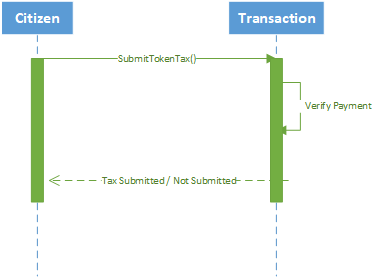 Citizen
Transaction
SubmitTokenTax()
Verify Payment
Tax Submitted / Not Submitted